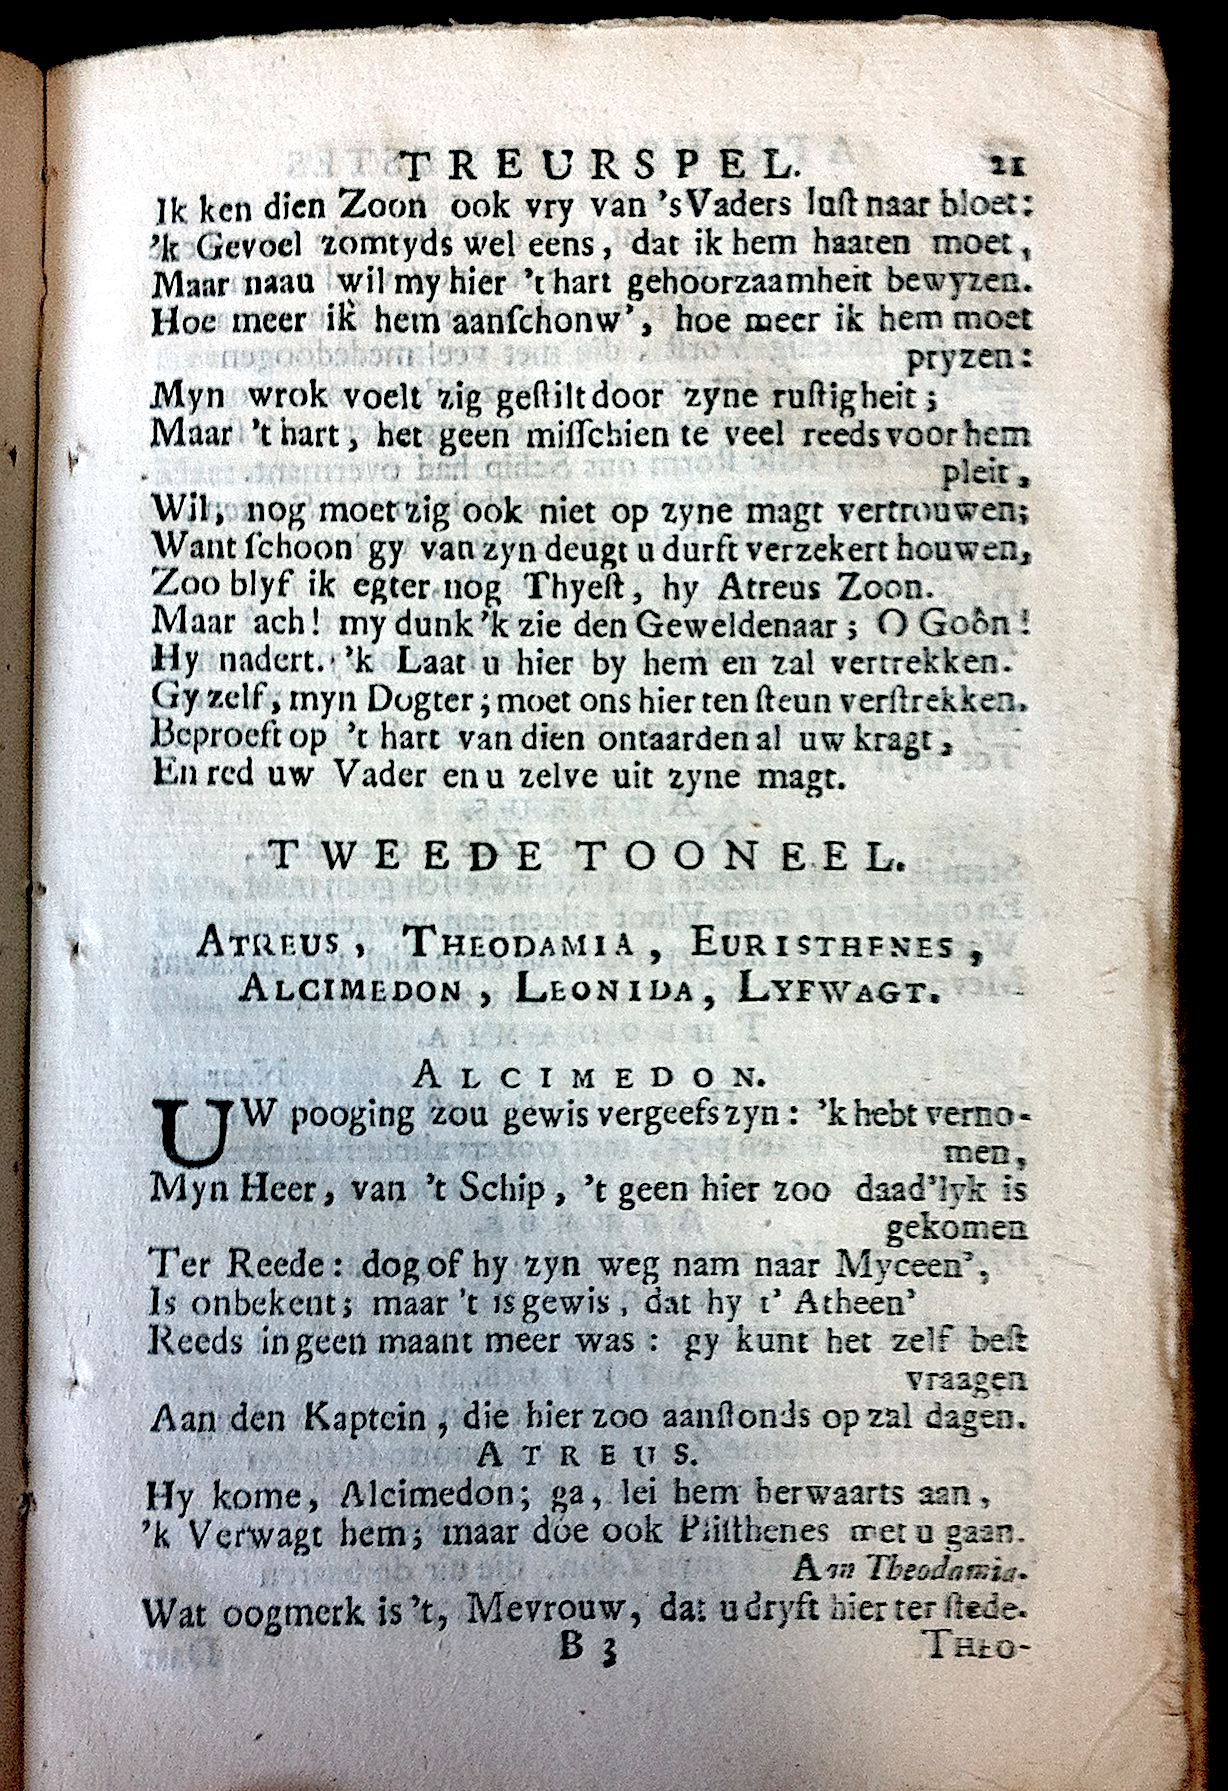 TREURSPEL. 21
Ik ken dien Zoon ook vry van 's Vaders luſt naar bloet:
'k Gevoel zomtyds wel eens, dat ik hem haaten moet,
Maar naau wil my hier 't hart gehoorzaamheit bewyzen.
Hoe meer ik hem aanſchonw', hoe meer ik hem moet
pryzen:
Myn wrok voelt zig geſtilt door zyne ruſtigheit;
Maar 't hart, het geen miſſchien te veel reeds voor hem
pleit,
Wil, nog moet zig ook niet op zyne magt vertrouwen;
Want ſchoon gy van zyn deugt u durft verzekert houwen,
Zoo blyf ik egter nog Thyeſt, hy Atreus Zoon.
Maar ach! my dunk 'k zie den Geweldenaar; O Goôn!
Hy nadert. 'k Laat u hier by hem en zal vertrekken.
Gy zelf, myn Dogter; moet ons hier ten ſteun verſtrekken.
Beproeft op 't hart van dien ontaarden al uw kragt,
En red uw Vader en u zelve uit zyne magt.
TWEEDE TOONEEL.
ATREUS, THEODAMIA, EURISTHENES,
ALCIMEDON, LEONIDA, LYFWAGT.
ALCIMEDON.
UW pooging zou gewis vergeefs zyn: 'k hebt verno-
men,
Myn Heer, van 't Schip, 't geen hier zoo daad'lyk is
gekomen
Ter Reede: dog of hy zyn weg nam naar Myceen',
Is onbekent; maar 't is gewis, dat hy t' Atheen'
Reeds in geen maant meer was: gy kunt het zelf beſt
vraagen
Aan den Kaptein, die hier zoo aanſtonds op zal dagen.
ATREUS.
Hy kome, Alcimedon; ga, lei hem herwaarts aan,
'k Verwagt hem; maar doe ook Pliſthenes met u gaan.
Aan Theodamia.
Wat oogmerk is 't, Mevrouw, dat u dryft hier ter ſtede.
B 3 THEO-